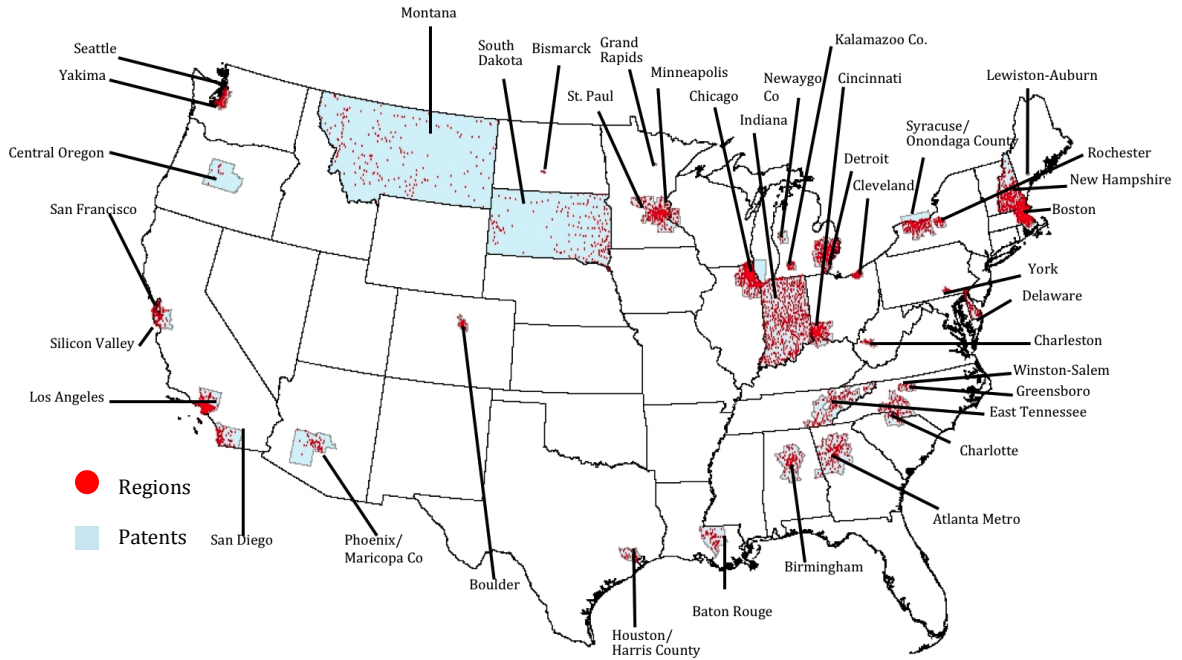 Montana
Seattle
Yakima
South
Dakota
Bismarck
Grand
Rapids
Kalamazoo Co.
St. Paul
Minneapolis
Chicago
Newaygo
Co
Cincinnati
Lewiston-Auburn
Indiana
Syracuse/
Onondaga County
Central Oregon
Detroit
Cleveland
Rochester
New Hampshire
San Francisco
Boston
York
Delaware
Silicon Valley
Charleston
Los Angeles
Winston-Salem
Greensboro
East Tennessee
Charlotte
Regions
Patents
San Diego
Phoenix/
Maricopa Co
Boulder
Atlanta Metro
Birmingham
Baton Rouge
Houston/
Harris County